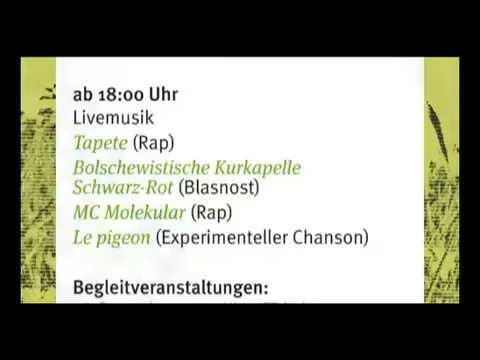 ab 18:00 Uhr
Livemusik
Tapete (Rap)
Bolschewistische Kurkapelle
Schwarz-Rot (Blasnost)
MC Molekular (Rap)
Le pigeon (Experimenteller Chanson)
Begleitveranstaltungen: